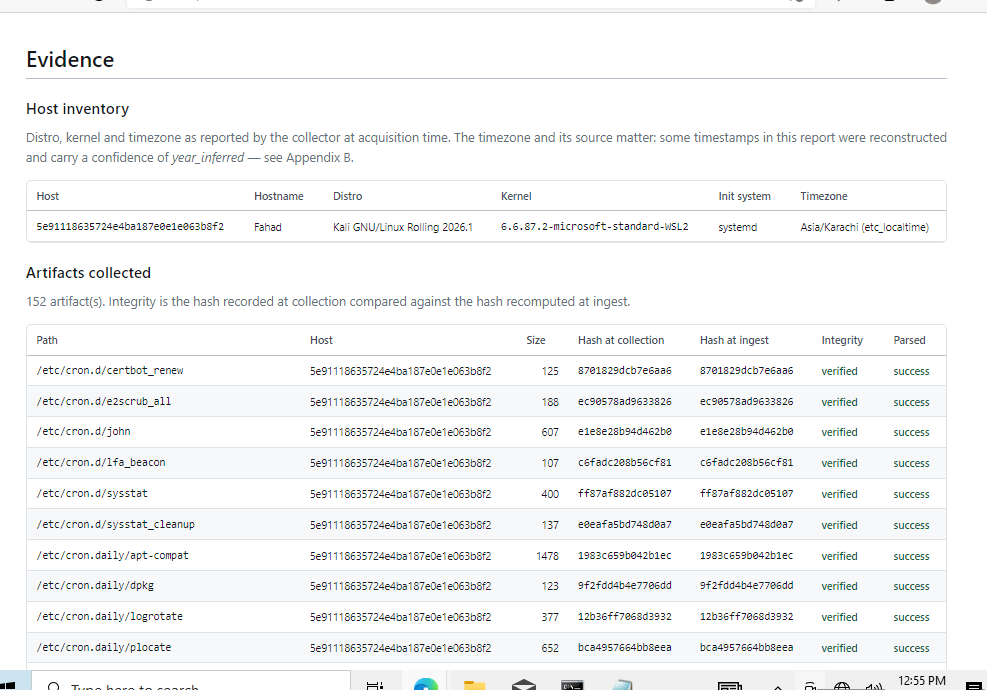 Evidence
Host inventory
Distro, kernel and timezone as reported by the collector at acquisition time. The timezone and its source matter: some timestamps in this report were reconstructed
and carry a confidence of year_inferred — see Appendix B.
Host Hostname Distro Kernel Init system Timezone
5e91118635724e4ba187e0e1e063b8f2 Fahad Kali GNU/Linux Rolling 2026.1 6.6.87.2-microsoft-standard-WSL2 systemd Asia/Karachi (etc_localtime)
Artifacts collected
152 artifact(s). Integrity is the hash recorded at collection compared against the hash recomputed at ingest.
Path Host Size Hash at collection Hash at ingest Integrity Parsed
/etc/cron.d/certbot_renew 5e91118635724e4ba187e0e1e063b8f2 125 8701829dcb7e6aa6 8701829dcb7e6aa6 verified success
/etc/cron.d/e2scrub_all 5e91118635724e4ba187e0e1e063b8f2 188 ec90578ad9633826 ec90578ad9633826 verified success
/etc/cron.d/john 5e91118635724e4ba187e0e1e063b8f2 607 e1e8e28b94d462b0 e1e8e28b94d462b0 verified success
/etc/cron.d/lfa_beacon 5e91118635724e4ba187e0e1e063b8f2 107 c6fadc208b56cf81 c6fadc208b56cf81 verified success
/etc/cron.d/sysstat 5e91118635724e4ba187e0e1e063b8f2 400 ff87af882dc05107 ff87af882dc05107 verified success
/etc/cron.d/sysstat_cleanup 5e91118635724e4ba187e0e1e063b8f2 137 e0eafa5bd748d0a7 e0eafa5bd748d0a7 verified success
/etc/cron.daily/apt-compat 5e91118635724e4ba187e0e1e063b8f2 1478 1983c659b042b1ec 1983c659b042b1ec verified success
/etc/cron.daily/dpkg 5e91118635724e4ba187e0e1e063b8f2 123 9f2fdd4b4e7706dd 9f2fdd4b4e7706dd verified success
/etc/cron.daily/logrotate 5e91118635724e4ba187e0e1e063b8f2 377 12b36ff7068d3932 12b36ff7068d3932 verified success
/etc/cron.daily/plocate 5e91118635724e4ba187e0e1e063b8f2 652 bca4957664bb8eea bca4957664bb8eea verified success
Type here to search
12:55 PM